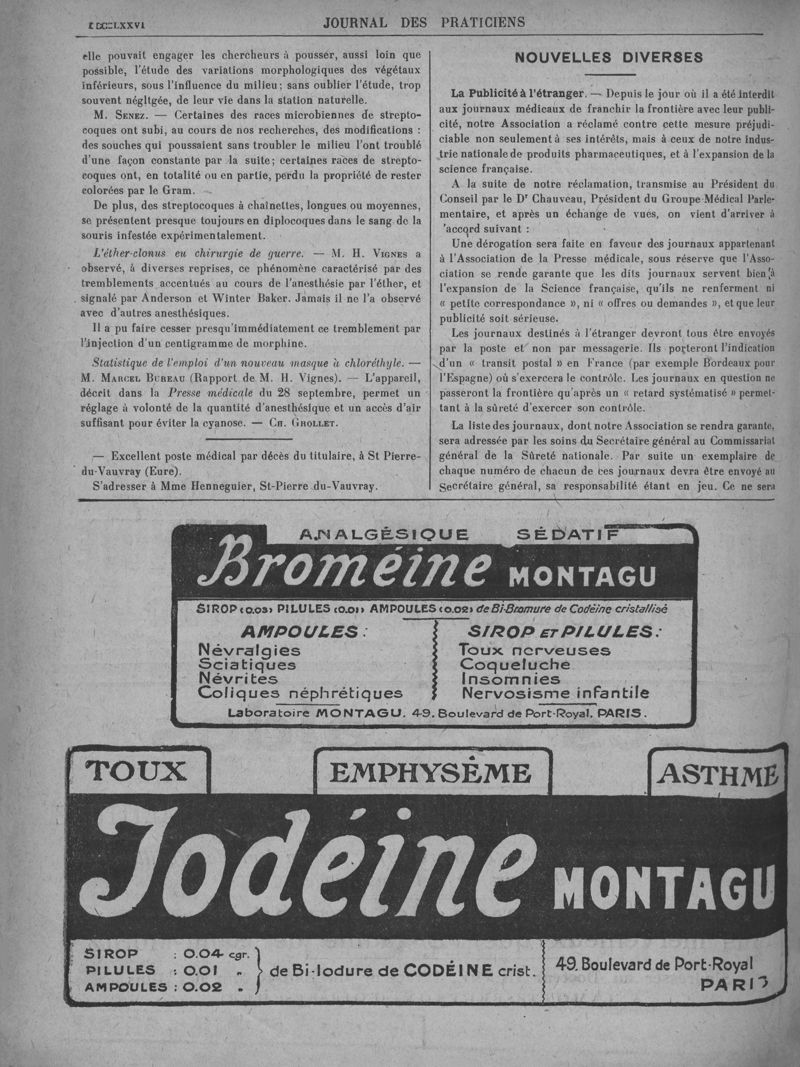 JOURNAL DES PRATICIENS
elle pouvait engager les chercheurs à pousser, aussi loin que
possible, l'étude des variations morphologiques des végétaux
inférieurs, sous l'influence du milieu ; sans oublier l'étude, trop
souvent négligée, de leur vie dans la station naturelle.
M. SENEZ. — Certaines des races microbiennes de strepto-
coques ont subi, au cours de nos recherches, des modifications :
des souches qui poussaient sans troubler le milieu l'ont troublé
d'une façon constante par la suite ; certaines races de strepto-
coques ont, en totalité ou en partie, perdu la propriété de rester
colorées par le Gram.
De plus, des streptocoques à chaînettes, longues ou moyennes,
se présentent presque toujours en diplocoques dans le sang de la
souris infestée expérimentalement.
L'éther-clonus eu chirurgie de guerre. — M. H. VIGNES a
observé, à diverses reprises, ce phénomène caractérisé par des
tremblements accentués au cours de l'anesthésie par l'éther, et
signalé par Anderson et Winter Baker. Jamais il ne l'a observé
avec d'autres anesthésiques.
Il a pu faire cesser presqu'immédiatement ce tremblement par
l'injection d'un centigramme de morphine.
Statistique de l'emploi d'un nouveau masque à chloréthyle. —
M. MARCEL BUREAU (Rapport de M. H. Vignes). — L'appareil,
décrit dans la Presse médicale du 28 septembre, permet un
réglage à volonté de la quantité d'anesthésique et un accès d'air
suffisant pour éviter la cyanose. — CH. GROLLET.
— Excellent poste médical par décès du titulaire, à St Pierre-
du-Vauvray (Eure).
S'adresser à Mme Henneguier, St-Pierre du-Vauvray.
NOUVELLES DIVERSES
La Publicité à l'étranger. — Depuis le jour où il a été interdit
aux journaux médicaux de franchir la frontière avec leur publi-
cité, notre Association a réclamé contre cette mesure préjudi-
ciable non seulement à ses intérêts, mais à ceux de notre indus-
trie nationale de produits pharmaceutiques, et à l'expansion de la
science française.
A la suite de notre réclamation, transmise au Président du
Conseil par le Dr Chauveau, Président du Groupe Médical Parle-
mentaire, et après un échange de vues, on vient d'arriver à
'accord suivant :
Une dérogation sera faite en faveur des journaux appartenant
à l'Association de la Presse médicale, sous réserve que l'Asso-
ciation se rende garante que les dits journaux servent bien à
l'expansion de la Science française, qu'ils ne renferment ni
« petite correspondance », ni « offres ou demandes », et que leur
publicité soit sérieuse.
Les journaux destinés à l'étranger devront tous être envoyés
par la poste et non par messagerie. Ils porteront l'indication
d'un « transit postal » en France (par exemple Bordeaux pour
l'Espagne) où s'exercera le contrôle. Les journaux en question ne
passeront la frontière qu'après un « retard systématisé » permet-
tant à la sûreté d'exercer son contrôle.
La liste des journaux, dont notre Association se rendra garante,
sera adressée par les soins du Secrétaire général au Commissariat
général de la Sûreté nationale. Par suite un exemplaire de
chaque numéro de chacun de ces journaux devra être envoyé au
Secrétaire général, sa responsabilité étant en jeu. Ce ne sera
ANALGÉSIQUE SÉDATIF
Broméine MONTAGU
SIROP (0.03) PILULES (0.01) AMPOULES (0.02) de Bi-Bromure de Codéine cristallisé
AMPOULES :
Névralgies
Sciatiques
Névrites
Coliques néphrétiques
SIROP ET PILULES :
Toux nerveuses
Coqueluche
Insomnies
Nervosisme infantile
Laboratoire MONTAGU. 49. Boulevard de Port-Royal. PARIS.
TOUX
EMPHYSÊME
ASTHME
Iodéine MONTAGU
SIROP : 0.04 cgr.
PILULES : 0.01 „
AMPOULES : 0.02 „
de Bi-Iodure de CODÉINE crist.
49. Boulevard de Port-Royal
PARIS